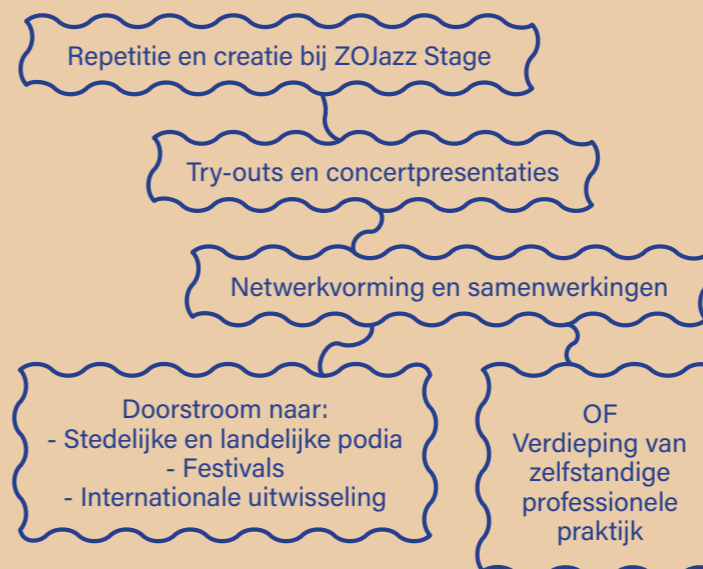 Repetitie en creatie bij ZOJazz Stage
Try-outs en concertpresentaties
Netwerkvorming en samenwerkingen
Doorstroom naar:
- Stedelijke en landelijke podia
- Festivals
- Internationale uitwisseling
OF
Verdieping van
zelfstandige
professionele
praktijk